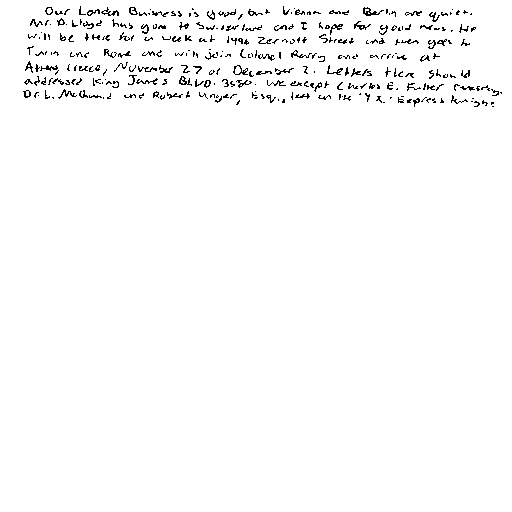 Our London Buisness is good, but Vienna and Berlin are quiet.
Mr. D. Lloyd has gone to Switzerland and I hope for good news. He
will be there for a week at 1496 Zermott Street and then goes to
Turin and Rome and will join Colonel Parry and arrive at
Athens, Greece, November 27 or December 2. Letters there should
addressed King James BLVD. 3580. We except Charles E. Fuller Tuesday.
Dr. L. McQuaid and Robert Unger, Esq., left on the "Y.X." Express tonight.